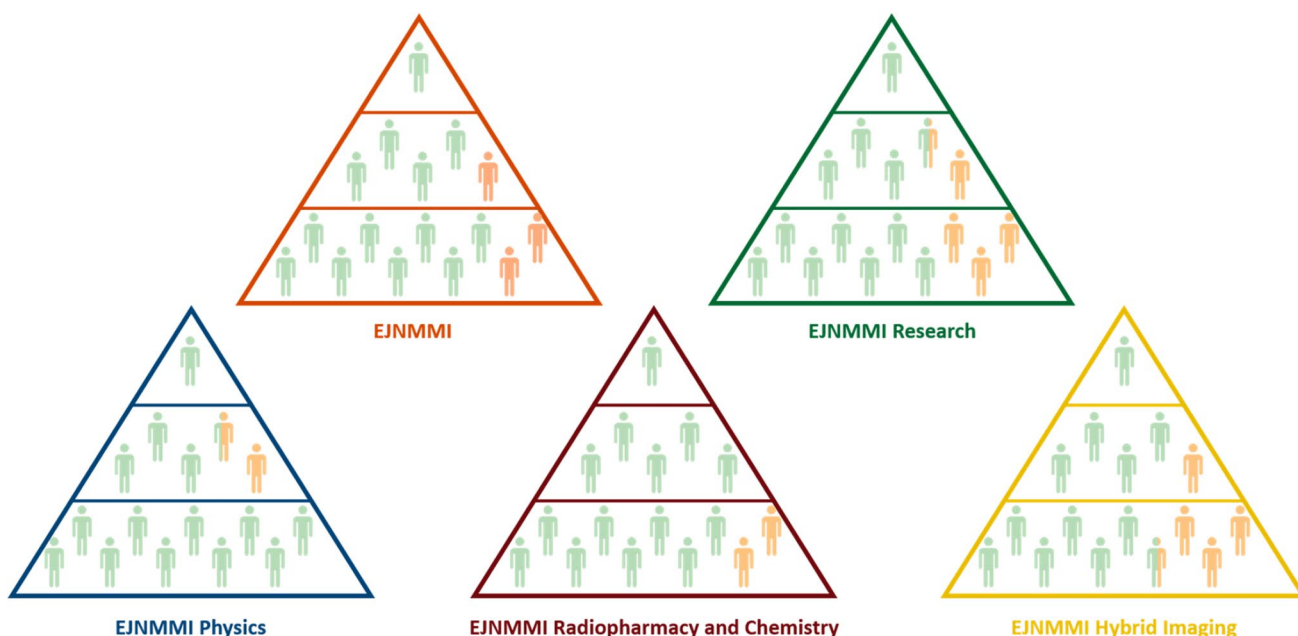 EJNMMI
EJNMMI Research
EJNMMI Physics
EJNMMI Radiopharmacy and Chemistry
EJNMMI Hybrid Imaging